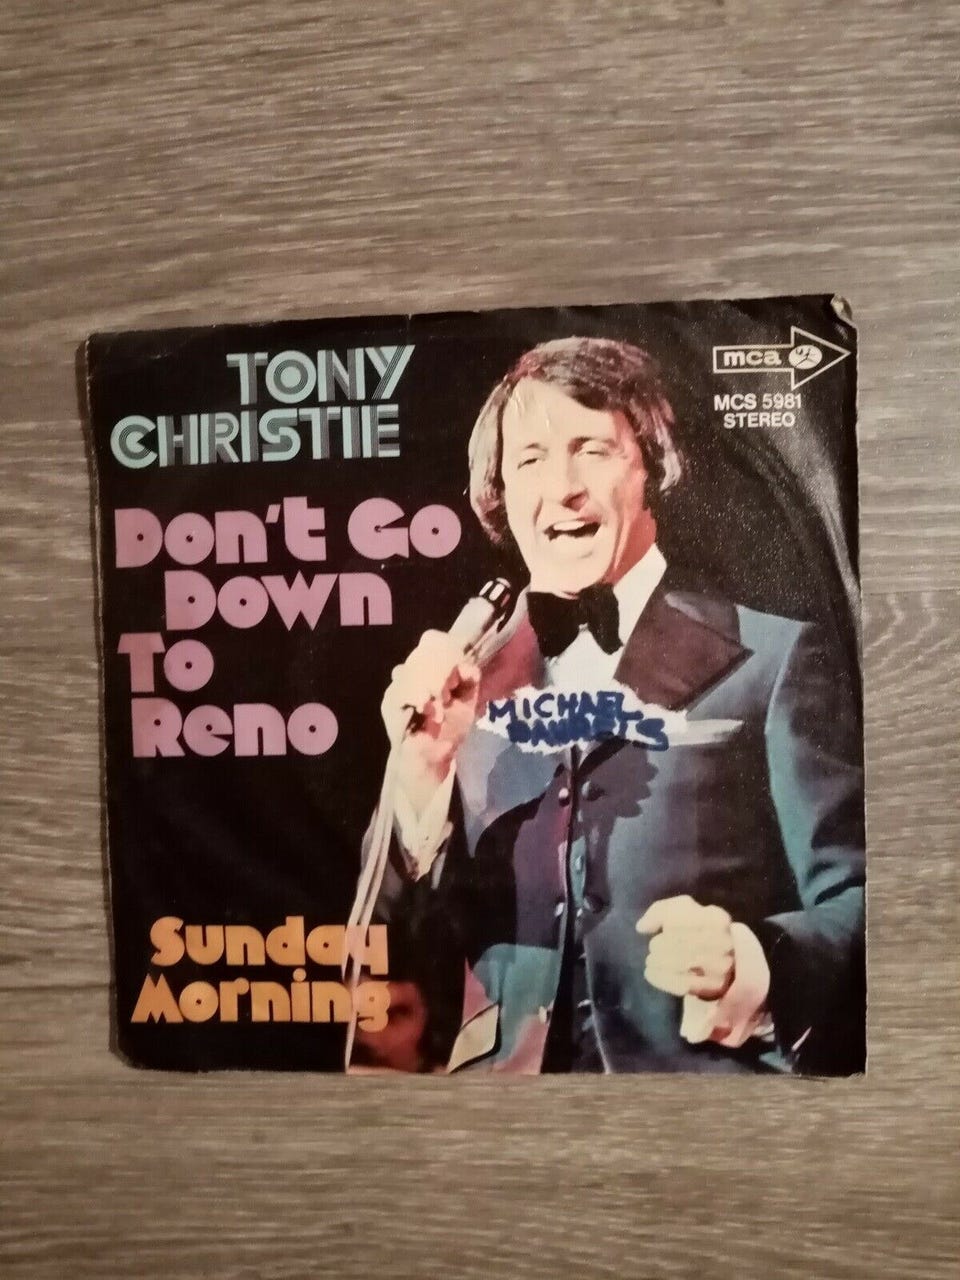 TONY
CHRISTIE
Don't Go
Down
To
Reno
Sunday
Morning
mca
MCS 5981
STEREO
MICHAEL